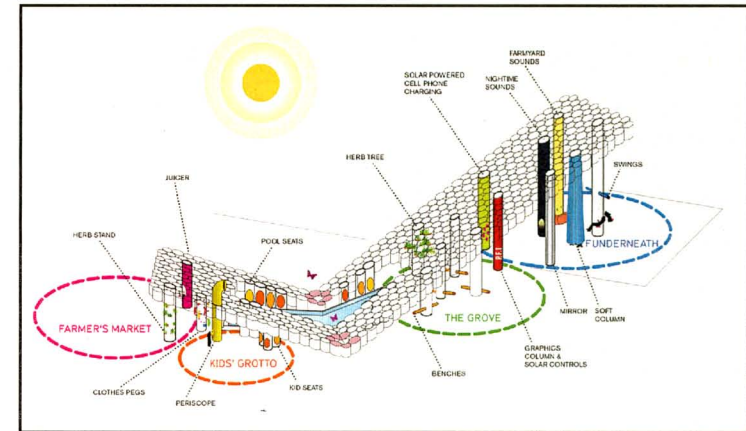 FARMYARD
SOUNDS
SOLAR POWERED
CELL PHONE
CHARGING
NIGHTIME
SOUNDS
HERB TREE
SWINGS
JUICER
HERB STAND
POOL SEATS
FUNDERNEATH
FARMER'S MARKET
THE GROVE
MIRROR
SOFT
COLUMN
KIDS' GROTTO
GRAPHICS
COLUMN &
SOLAR CONTROLS
BENCHES
CLOTHES PEGS
KID SEATS
PERISCOPE